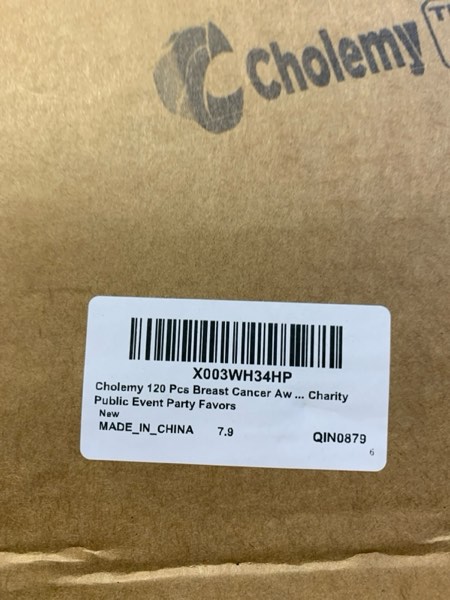 Cholemy
X003WH34HP
Cholemy 120 Pcs Breast Cancer Aw ... Charity
Public Event Party Favors
New
MADE_IN_CHINA 7.9 QIN0879
6